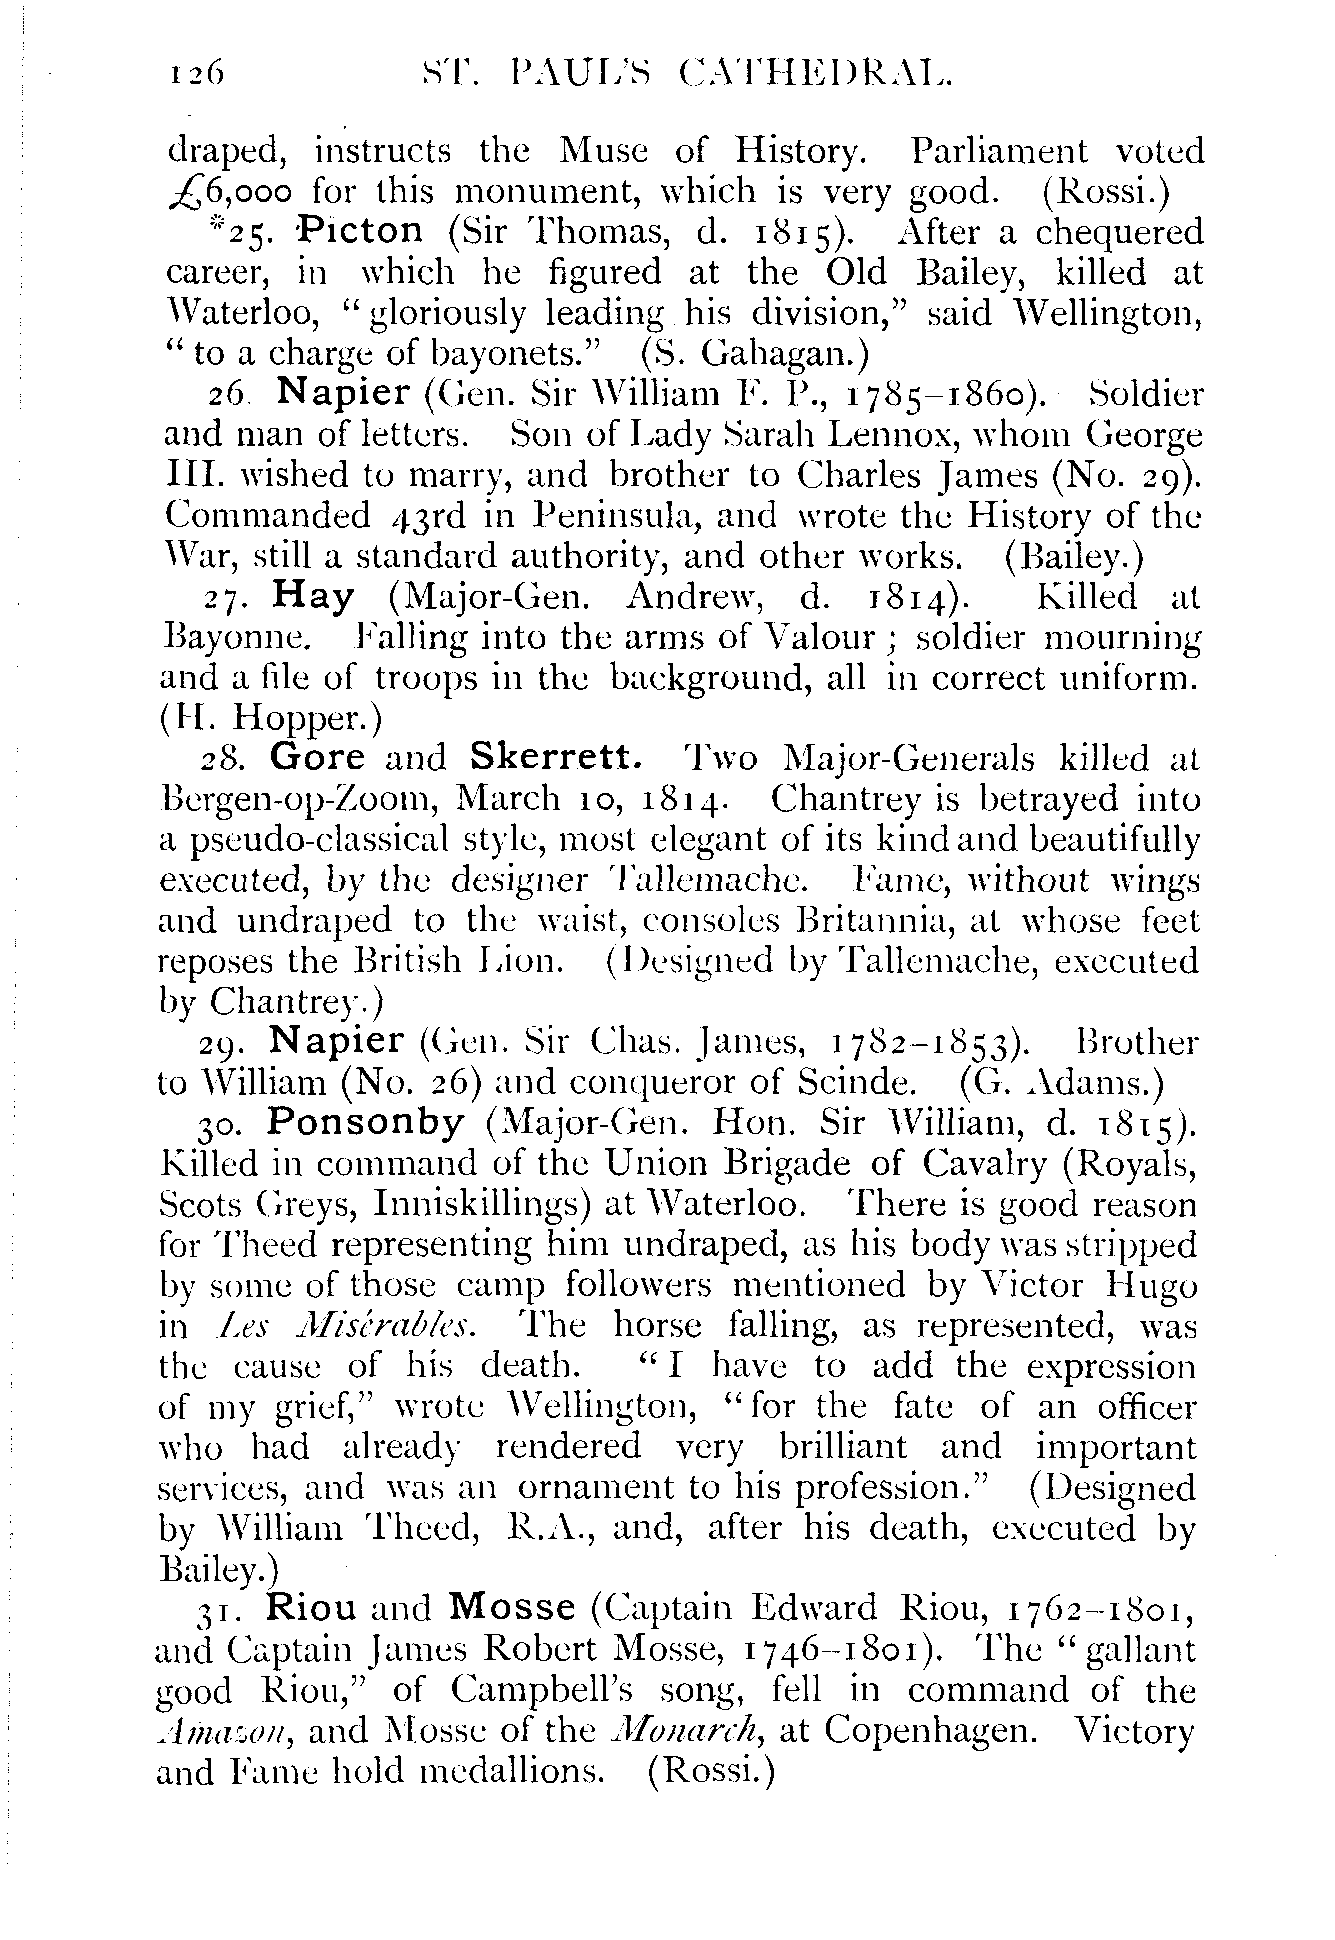 126 ST. PAUL'S CATHEDRAL.
draped, instructs the Muse of History. Parliament voted
£6,000 for this monument, which is very good. (Rossi.)
*25. Picton (Sir Thomas, d. 1815). After a chequered
career, in which he figured at the Old Bailey, killed at
Waterloo, "gloriously leading his division," said Wellington,
"to a charge of bayonets." (S. Gahagan.)
26. Napier (Gen. Sir William F. P., 1785–1860). Soldier
and man of letters. Son of Lady Sarah Lennox, whom George
III. wished to marry, and brother to Charles James (No. 29).
Commanded 43rd in Peninsula, and wrote the History of the
War, still a standard authority, and other works. (Bailey.)
27. Hay (Major-Gen. Andrew, d. 1814). Killed at
Bayonne. Falling into the arms of Valour; soldier mourning
and a file of troops in the background, all in correct uniform.
(H. Hopper.)
28. Gore and Skerrett. Two Major-Generals killed at
Bergen-op-Zoom, March 10, 1814. Chantrey is betrayed into
a pseudo-classical style, most elegant of its kind and beautifully
executed, by the designer Tallemache. Fame, without wings
and undraped to the waist, consoles Britannia, at whose feet
reposes the British Lion. (Designed by Tallemache, executed
by Chantrey.)
29. Napier (Gen. Sir Chas. James, 1782–1853). Brother
to William (No. 26) and conqueror of Scinde. (G. Adams.)
30. Ponsonby (Major-Gen. Hon. Sir William, d. 1815).
Killed in command of the Union Brigade of Cavalry (Royals,
Scots Greys, Inniskillings) at Waterloo. There is good reason
for Theed representing him undraped, as his body was stripped
by some of those camp followers mentioned by Victor Hugo
in Les Misérables. The horse falling, as represented, was
the cause of his death. "I have to add the expression
of my grief," wrote Wellington, "for the fate of an officer
who had already rendered very brilliant and important
services, and was an ornament to his profession." (Designed
by William Theed, R.A., and, after his death, executed by
Bailey.)
31. Riou and Mosse (Captain Edward Riou, 1762–1801,
and Captain James Robert Mosse, 1746–1801). The "gallant
good Riou," of Campbell's song, fell in command of the
Amazon, and Mosse of the Monarch, at Copenhagen. Victory
and Fame hold medallions. (Rossi.)